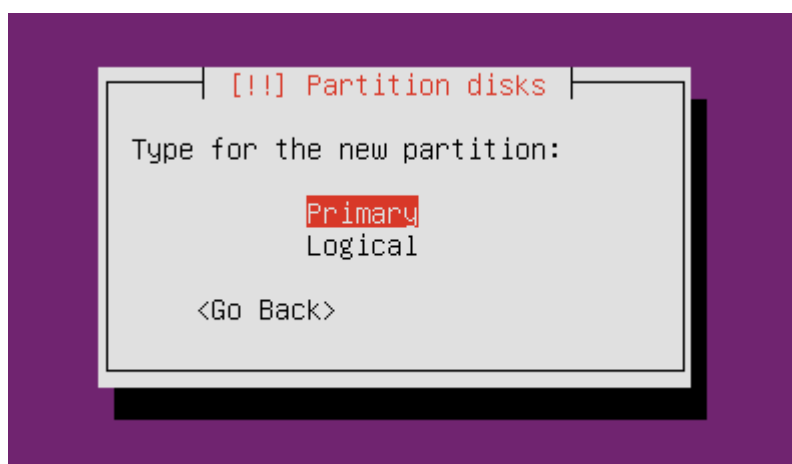 [!!] Partition disks
Type for the new partition:
Primary
Logical
<Go Back>